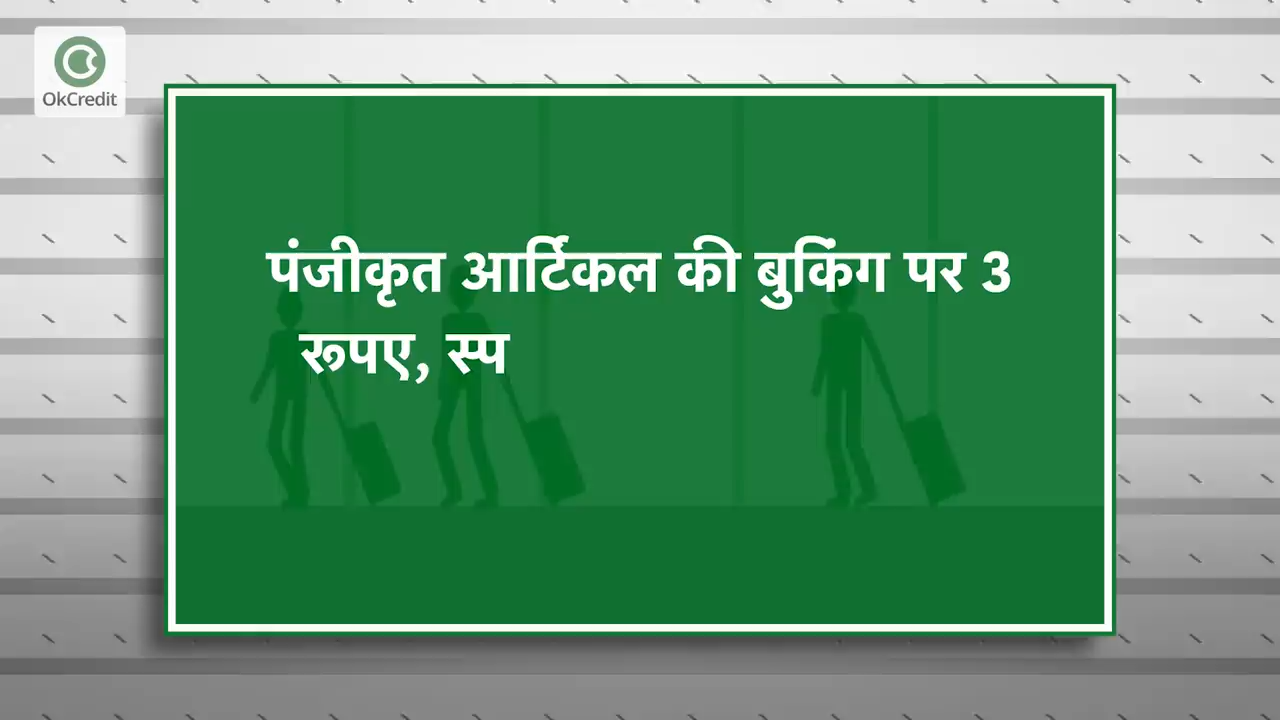 OkCredit
पंजीकृत आर्टिकल की बुकिंग पर 3
रूपए, स्प